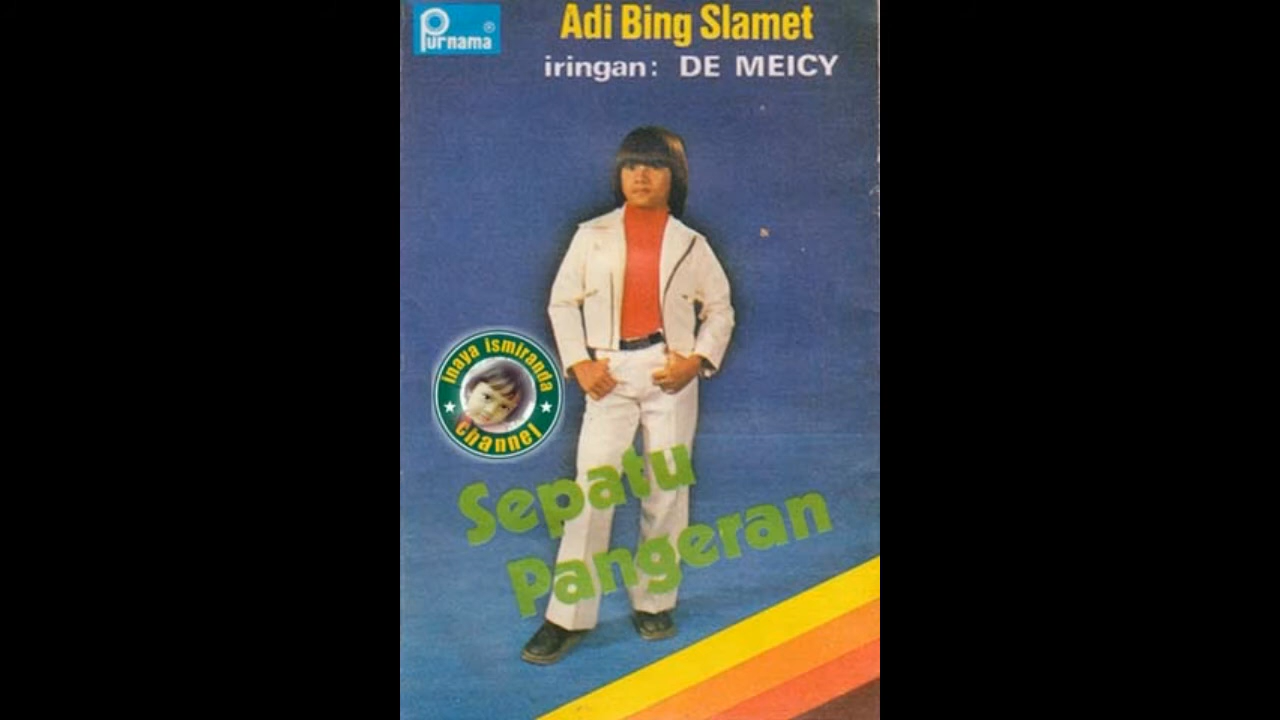 Purnama ®
Adi Bing Slamet
iringan: DE MEICY
inaya ismiranda
channel
Sepatu
Pangeran